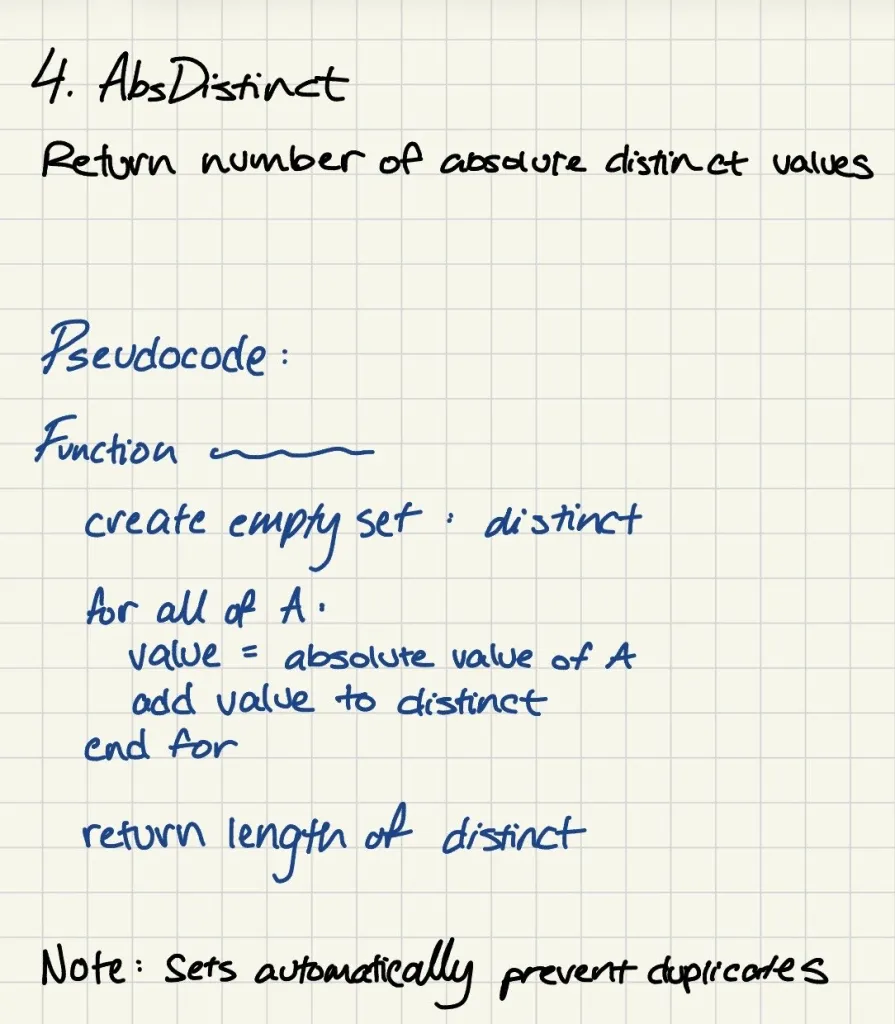 4. AbsDistinct
Return number of absolute distinct values
Pseudocode:
Function
create empty set : distinct
for all of A.
value = absolute value of A
add value to distinct
end for
return length of distinct
Note: Sets automatically prevent duplicates